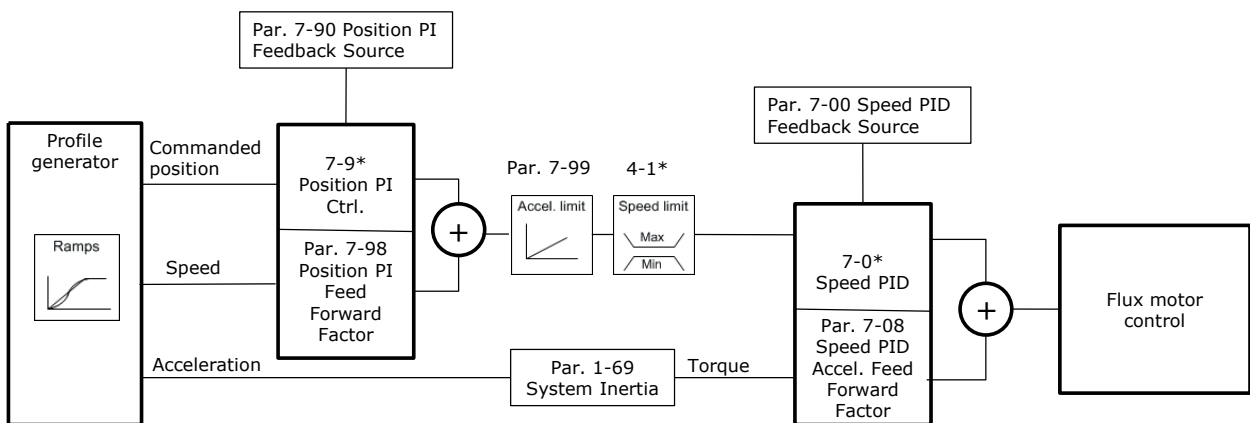 Par. 7-90 Position PI
Feedback Source
Par. 7-00 Speed PID
Feedback Source
Profile
generator
Ramps
Commanded
position
Speed
Acceleration
7-9*
Position PI
Ctrl.
Par. 7-98
Position PI
Feed
Forward
Factor
+
Par. 7-99
Accel. limit
4-1*
Speed limit
Max
Min
Par. 1-69
System Inertia
Torque
7-0*
Speed PID
Par. 7-08
Speed PID
Accel. Feed
Forward
Factor
+
Flux motor
control